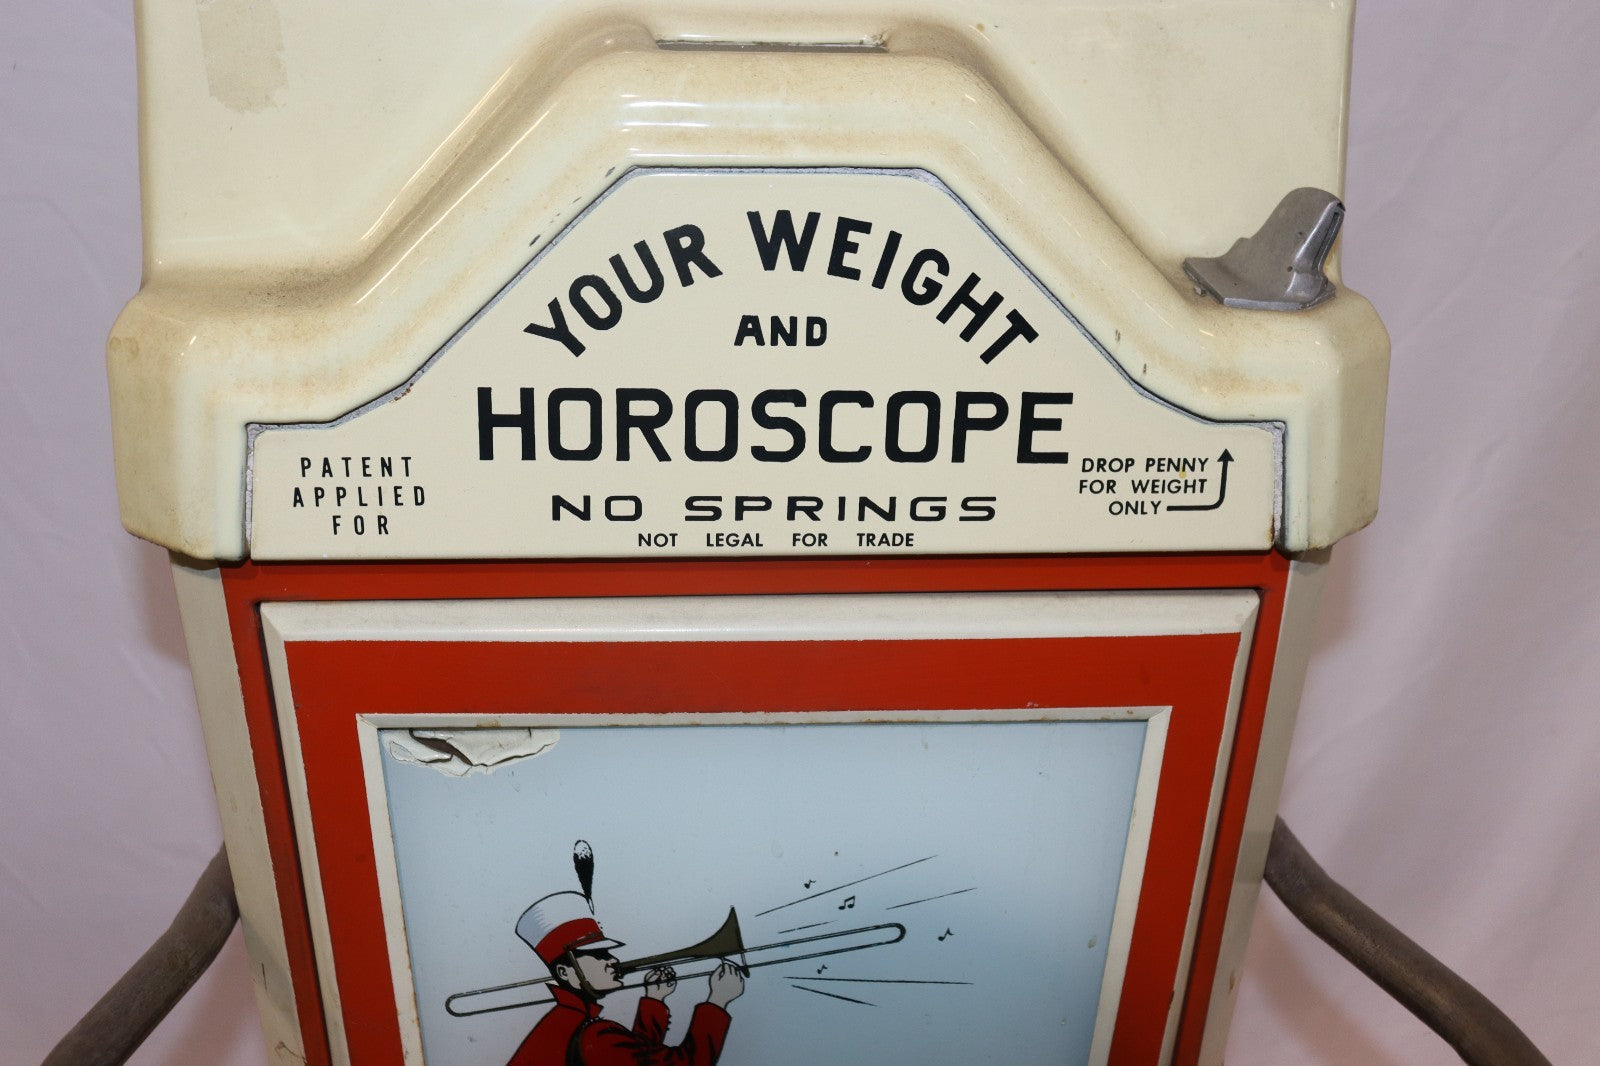 YOUR WEIGHT
AND
HOROSCOPE
PATENT
APPLIED
FOR
NO SPRINGS
NOT LEGAL FOR TRADE
DROP PENNY
FOR WEIGHT
ONLY